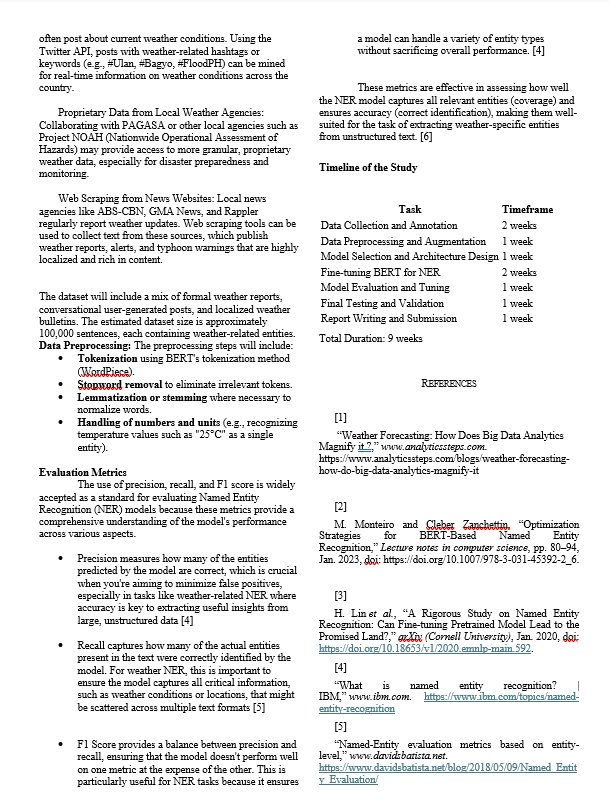 often post about current weather conditions. Using the
Twitter API, posts with weather-related hashtags or
keywords (e.g., #Ulan, #Bagyo, #FloodPH) can be mined
for real-time information on weather conditions across the
country.
Proprietary Data from Local Weather Agencies:
Collaborating with PAGASA or other local agencies such as
Project NOAH (Nationwide Operational Assessment of
Hazards) may provide access to more granular, proprietary
weather data, especially for disaster preparedness and
monitoring.
Web Scraping from News Websites: Local news
agencies like ABS-CBN, GMA News, and Rappler
regularly report weather updates. Web scraping tools can be
used to collect text from these sources, which publish
weather reports, alerts, and typhoon warnings that are highly
localized and rich in content.
The dataset will include a mix of formal weather reports,
conversational user-generated posts, and localized weather
bulletins. The estimated dataset size is approximately
100,000 sentences, each containing weather-related entities.
Data Preprocessing: The preprocessing steps will include:
• Tokenization using BERT's tokenization method
(WordPiece).
• Stopword removal to eliminate irrelevant tokens.
• Lemmatization or stemming where necessary to
normalize words.
• Handling of numbers and units (e.g., recognizing
temperature values such as "25°C" as a single
entity).
Evaluation Metrics
The use of precision, recall, and F1 score is widely
accepted as a standard for evaluating Named Entity
Recognition (NER) models because these metrics provide a
comprehensive understanding of the model's performance
across various aspects.
• Precision measures how many of the entities
predicted by the model are correct, which is crucial
when you're aiming to minimize false positives,
especially in tasks like weather-related NER where
accuracy is key to extracting useful insights from
large, unstructured data [4]
• Recall captures how many of the actual entities
present in the text were correctly identified by the
model. For weather NER, this is important to
ensure the model captures all critical information,
such as weather conditions or locations, that might
be scattered across multiple text formats [5]
• F1 Score provides a balance between precision and
recall, ensuring that the model doesn't perform well
on one metric at the expense of the other. This is
particularly useful for NER tasks because it ensures
a model can handle a variety of entity types
without sacrificing overall performance. [4]
These metrics are effective in assessing how well
the NER model captures all relevant entities (coverage) and
ensures accuracy (correct identification), making them well-
suited for the task of extracting weather-specific entities
from unstructured text. [6]
Timeline of the Study
Task Timeframe
Data Collection and Annotation 2 weeks
Data Preprocessing and Augmentation 1 week
Model Selection and Architecture Design 1 week
Fine-tuning BERT for NER 2 weeks
Model Evaluation and Tuning 1 week
Final Testing and Validation 1 week
Report Writing and Submission 1 week
Total Duration: 9 weeks
REFERENCES
[1]
“Weather Forecasting: How Does Big Data Analytics
Magnify it.?,” www.analyticssteps.com.
https://www.analyticssteps.com/blogs/weather-forecasting-
how-do-big-data-analytics-magnify-it
[2]
M. Monteiro and Cleber Zanchettin, “Optimization
Strategies for BERT-Based Named Entity
Recognition,” Lecture notes in computer science, pp. 80–94,
Jan. 2023, doi: https://doi.org/10.1007/978-3-031-45392-2_6.
[3]
H. Lin et al., “A Rigorous Study on Named Entity
Recognition: Can Fine-tuning Pretrained Model Lead to the
Promised Land?,” arXiv (Cornell University), Jan. 2020, doi:
https://doi.org/10.18653/v1/2020.emnlp-main.592.
[4]
“What is named entity recognition? |
IBM,” www.ibm.com. https://www.ibm.com/topics/named-
entity-recognition
[5]
“Named-Entity evaluation metrics based on entity-
level,” www.davidsbatista.net.
https://www.davidsbatista.net/blog/2018/05/09/Named_Entit
y_Evaluation/